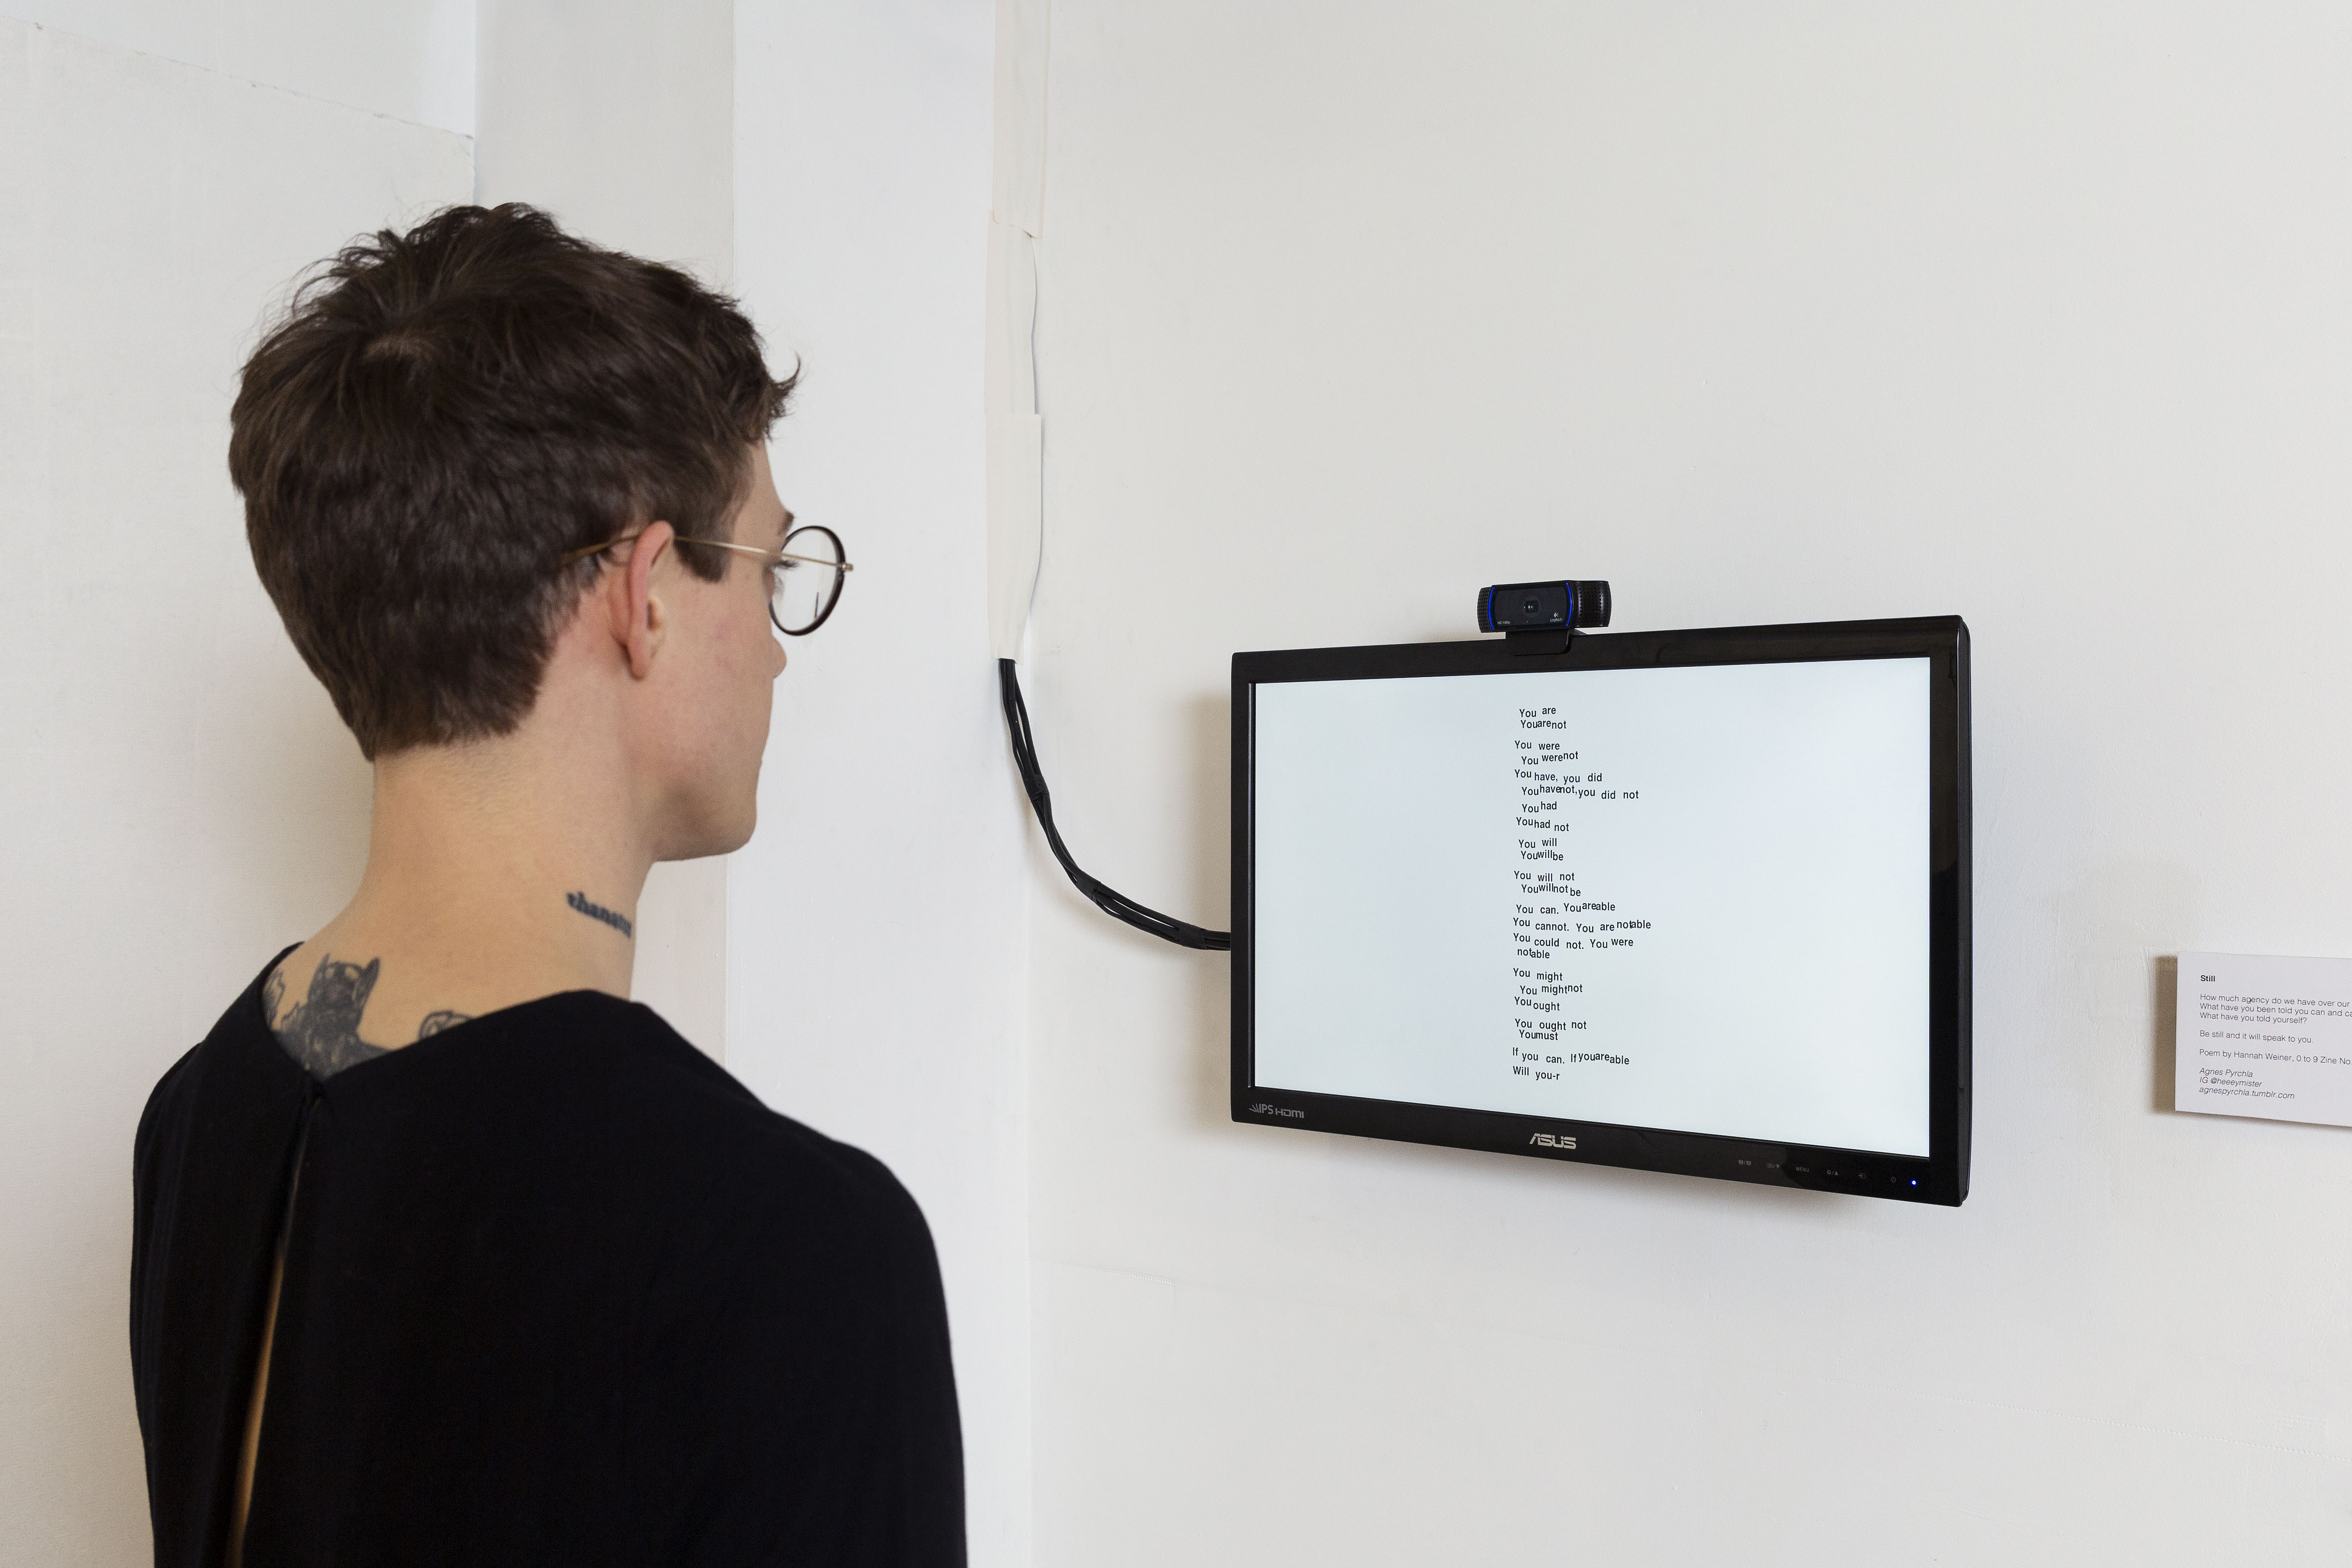 thanatos
You are
You are not
You were
You were not
You have, you did
You have not, you did not
You had
You had not
You will
You will be
You will not
You will not be
You can. You are able
You cannot. You are not able
You could not. You were
not able
You might
You might not
You ought
You ought not
You must
If you can. If you are able
Will you-r
IPS HDMI
ASUS
MENU
Still
How much agency do we have over our
What have you been told you can and
What have you told yourself?
Be still and it will speak to you.
Poem by Hannah Weiner, 0 to 9 Zine No
Agnes Pyrchla
IG @heeeymister
agnespyrchla.tumblr.com